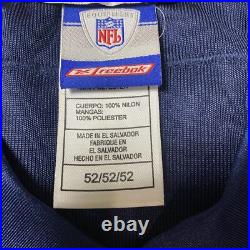 EQUIPMENT
NFL
Reebok
CUERPO: 100% NILON
MANGAS:
100% POLIESTER
MADE IN EL SALVADOR
FABRIQUE EN
EL SALVADOR
HECHO EN EL SALVADOR
52/52/52